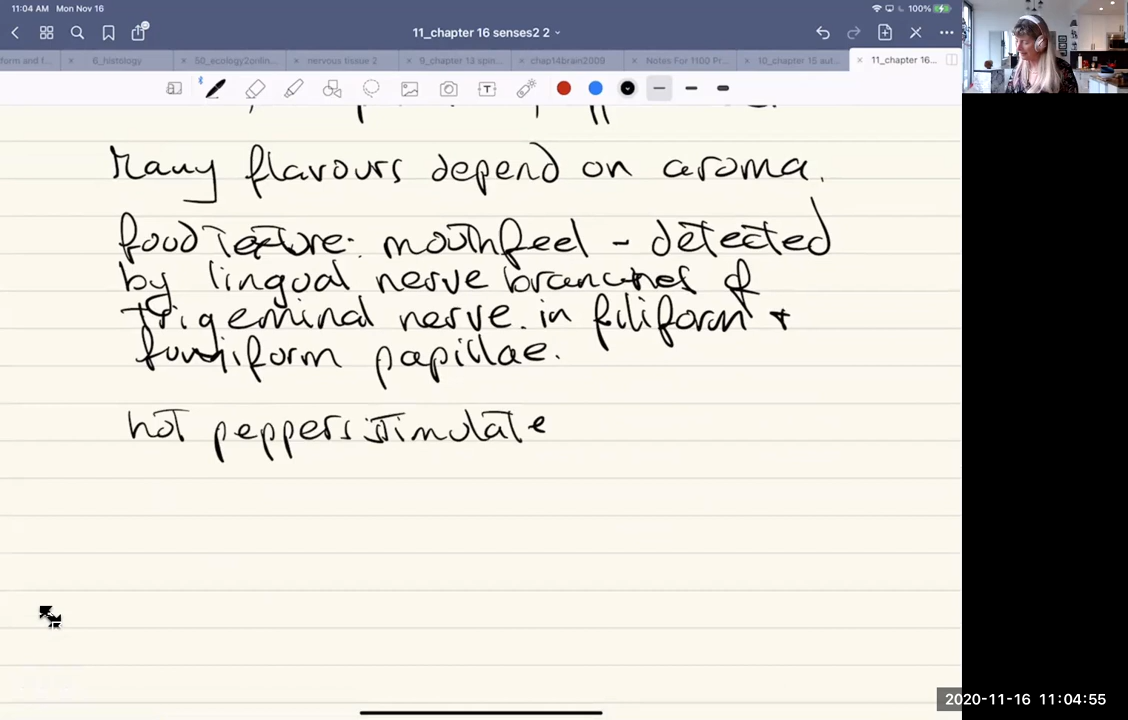 11:04 AM Mon Nov 16
100%
11_chapter 16 senses2 2
form and f...
6_histology
50_ecology2onlin...
nervous tissue 2
9_chapter 13 spin...
chap14brain2009
Notes For 1100 Pr...
10_chapter 15 aut...
11_chapter 16...
Many flavours depend on aroma.
food Texture: mouthfeel - detected
by lingual nerve branches of
trigeminal nerve. in filiform +
fungiform papillae.
hot peppers stimulate
2020-11-16 11:04:55